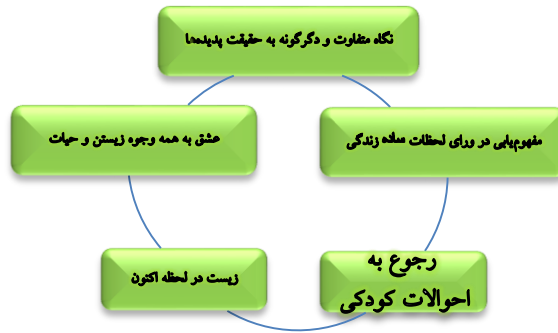 نگاه متفاوت و دگرگونه به حقیقت پدیده‌ها
مفهوم‌یابی در ورای لحظات ساده زندگی
رجوع به
احوالات کودکی
زیست در لحظه اکنون
عشق به همه وجوه زیستن و حیات